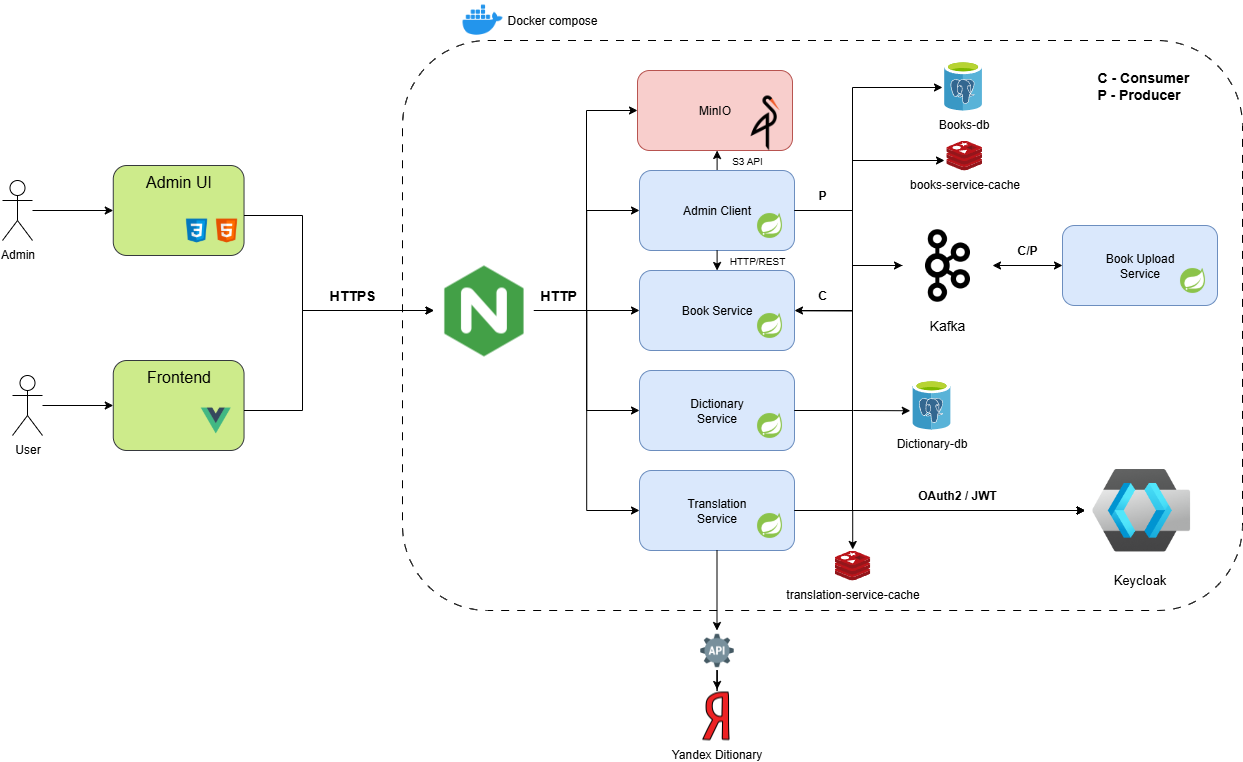 Docker compose
C - Consumer
P - Producer
MinIO
Books-db
S3 API
books-service-cache
Admin UI
3
5
Admin
Admin Client
P
HTTP/REST
C/P
Book Upload
Service
HTTPS
N
HTTP
Book Service
C
Kafka
Frontend
User
Dictionary
Service
Dictionary-db
Translation
Service
OAuth2 / JWT
Keycloak
translation-service-cache
API
Я
Yandex Ditionary